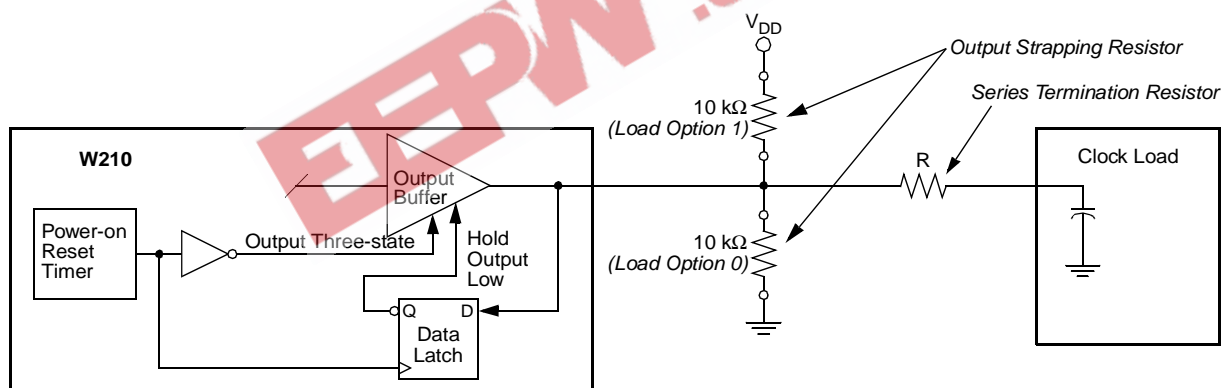 EEPW
V_DD
Output Strapping Resistor
Series Termination Resistor
10 kΩ
(Load Option 1)
R
W210
Clock Load
Output
Buffer
Power-on
Reset
Timer
Output Three-state
Hold
Output
Low
10 kΩ
(Load Option 0)
Q
D
Data
Latch